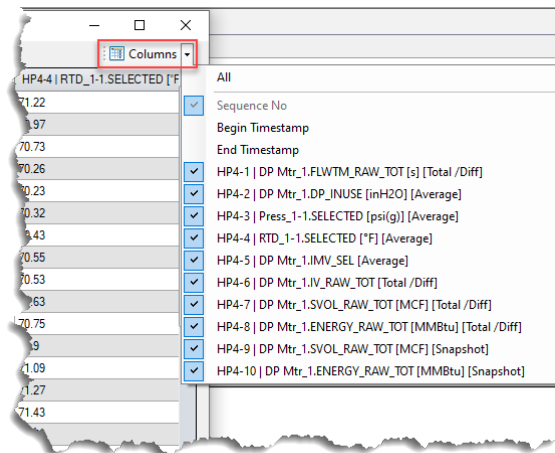 Columns
HP4-4 | RTD_1-1.SELECTED [°F
All
71.22
Sequence No
.97
Begin Timestamp
70.73
End Timestamp
70.26
HP4-1 | DP Mtr_1.FLWTM_RAW_TOT [s] [Total /Diff]
70.23
HP4-2 | DP Mtr_1.DP_INUSE [inH2O] [Average]
70.32
HP4-3 | Press_1-1.SELECTED [psi(g)] [Average]
.43
HP4-4 | RTD_1-1.SELECTED [°F] [Average]
70.55
HP4-5 | DP Mtr_1.IMV_SEL [Average]
70.53
HP4-6 | DP Mtr_1.IV_RAW_TOT [Total /Diff]
.63
HP4-7 | DP Mtr_1.SVOL_RAW_TOT [MCF] [Total /Diff]
70.75
HP4-8 | DP Mtr_1.ENERGY_RAW_TOT [MMBtu] [Total /Diff]
.9
HP4-9 | DP Mtr_1.SVOL_RAW_TOT [MCF] [Snapshot]
71.09
HP4-10 | DP Mtr_1.ENERGY_RAW_TOT [MMBtu] [Snapshot]
.27
71.43